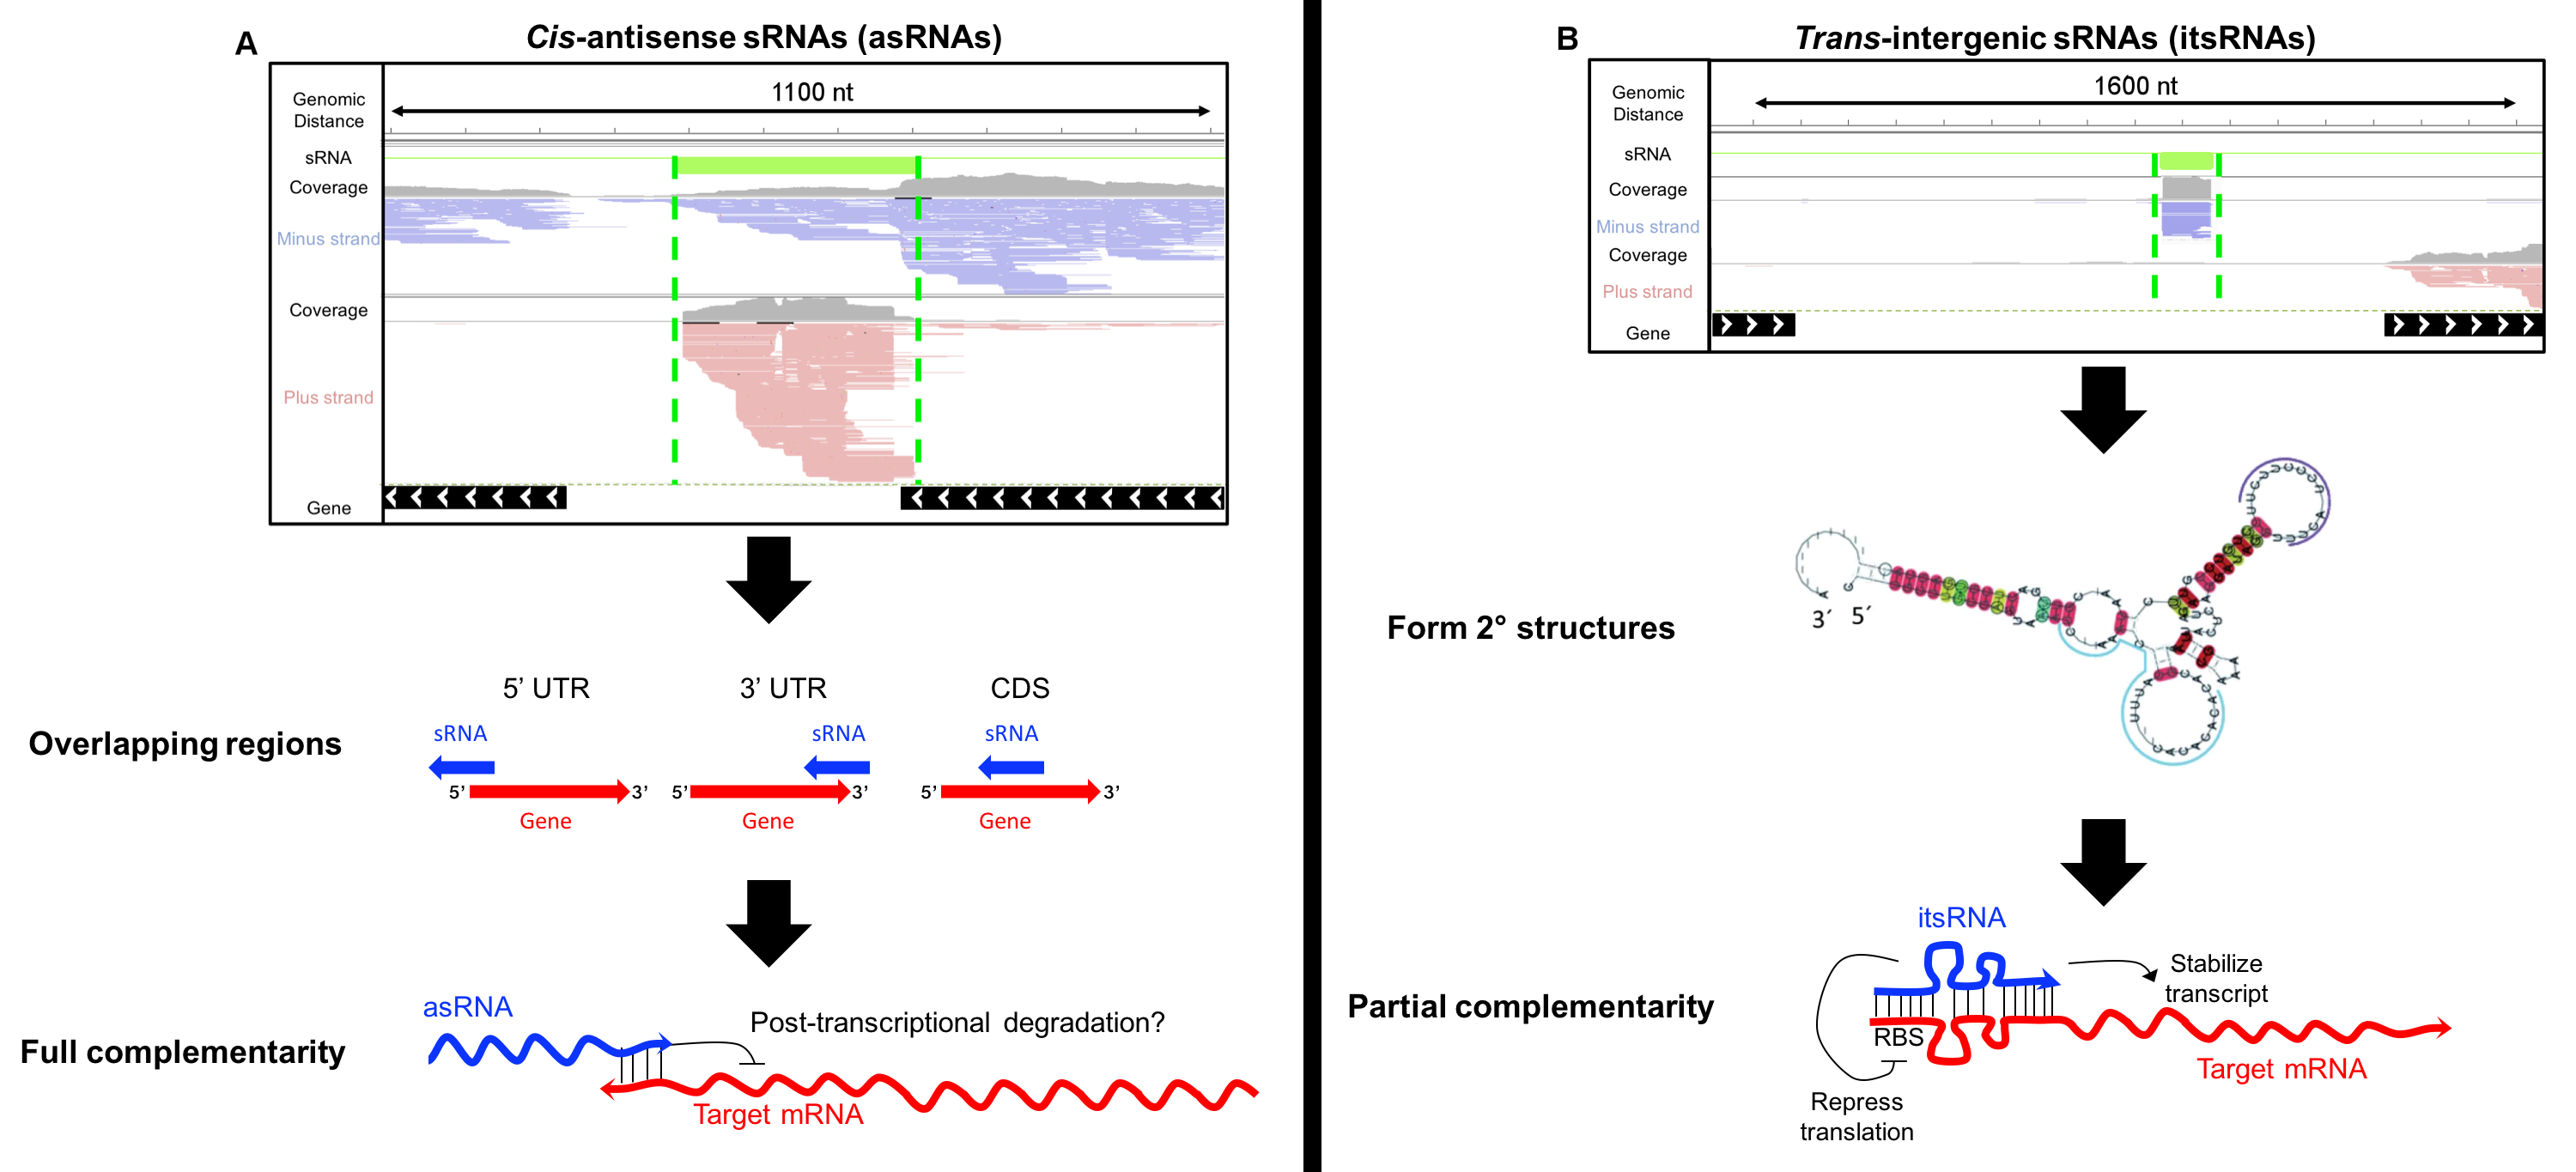 A
Cis-antisense sRNAs (asRNAs)
Genomic
Distance
1100 nt
sRNA
Coverage
Minus strand
Coverage
Plus strand
Gene
Overlapping regions
5’ UTR
3’ UTR
CDS
sRNA
sRNA
sRNA
5’
3’
5’
3’
5’
3’
Gene
Gene
Gene
Full complementarity
asRNA
Post-transcriptional degradation?
Target mRNA
B
Trans-intergenic sRNAs (itsRNAs)
Genomic
Distance
1600 nt
sRNA
Coverage
Minus strand
Coverage
Plus strand
Gene
Form 2° structures
3′
5′
Partial complementarity
itsRNA
Stabilize
transcript
RBS
Target mRNA
Repress
translation